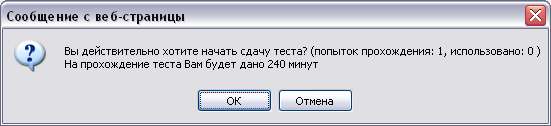 Сообщение с веб-страницы
Вы действительно хотите начать сдачу теста? (попыток прохождения: 1, использовано: 0 )
На прохождение теста Вам будет дано 240 минут
OK
Отмена